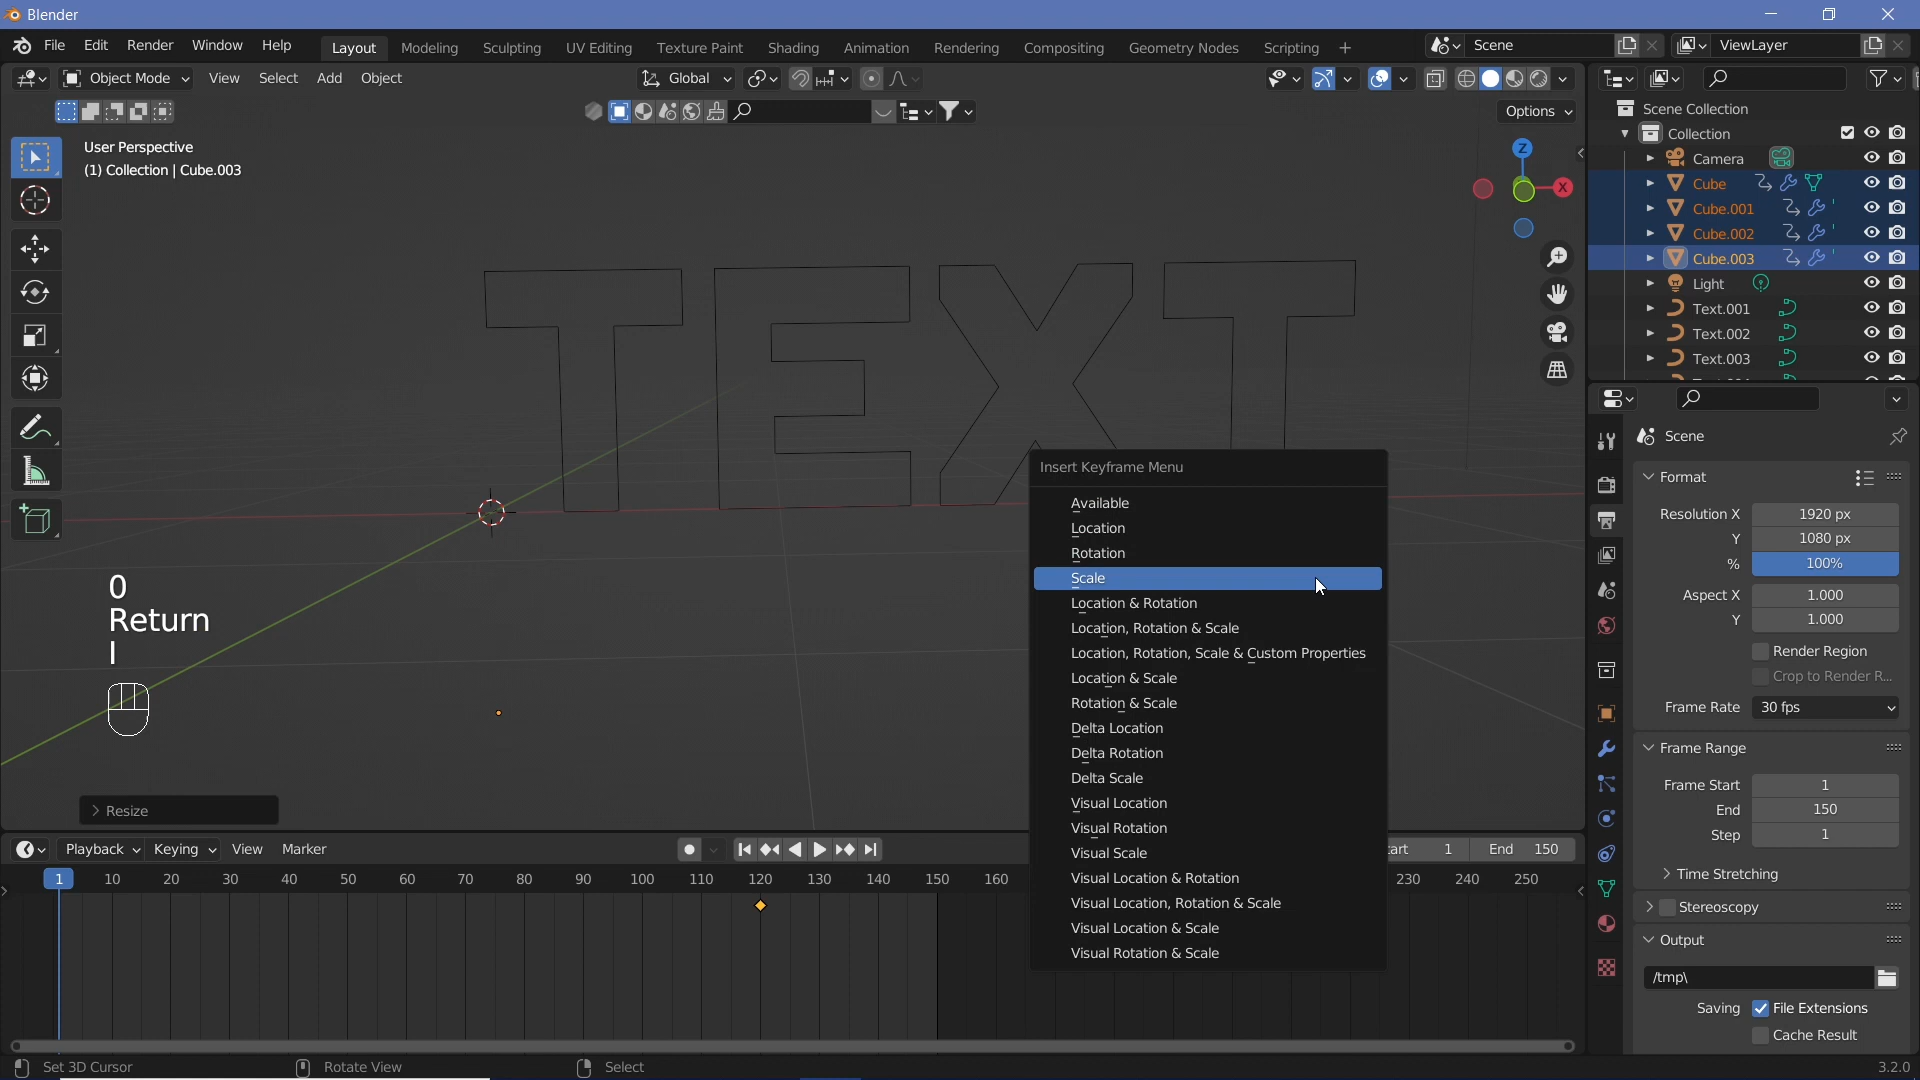 Blender
File Edit Render Window Help Layout Modeling Sculpting UV Editing Texture Paint Shading Animation Rendering Compositing Geometry Nodes Scripting + Scene ViewLayer
Object Mode View Select Add Object Global
Options
User Perspective
(1) Collection | Cube.003
Z
X
TEXT
0
Return
I
Resize
Insert Keyframe Menu
Available
Location
Rotation
Scale
Location & Rotation
Location, Rotation & Scale
Location, Rotation, Scale & Custom Properties
Location & Scale
Rotation & Scale
Delta Location
Delta Rotation
Delta Scale
Visual Location
Visual Rotation
Visual Scale
Visual Location & Rotation
Visual Location, Rotation & Scale
Visual Location & Scale
Visual Rotation & Scale
Scene Collection
Collection
Camera
Cube
Cube.001
Cube.002
Cube.003
Light
Text.001
Text.002
Text.003
Scene
Format
Resolution X 1920 px
Y 1080 px
% 100%
Aspect X 1.000
Y 1.000
Render Region
Crop to Render R...
Frame Rate 30 fps
Frame Range
Frame Start 1
End 150
Step 1
Time Stretching
Stereoscopy
Output
/tmp\
Saving File Extensions
Cache Result
Playback Keying View Marker
art 1 End 150
1 10 20 30 40 50 60 70 80 90 100 110 120 130 140 150 160 230 240 250
Set 3D Cursor Rotate View Select 3.2.0